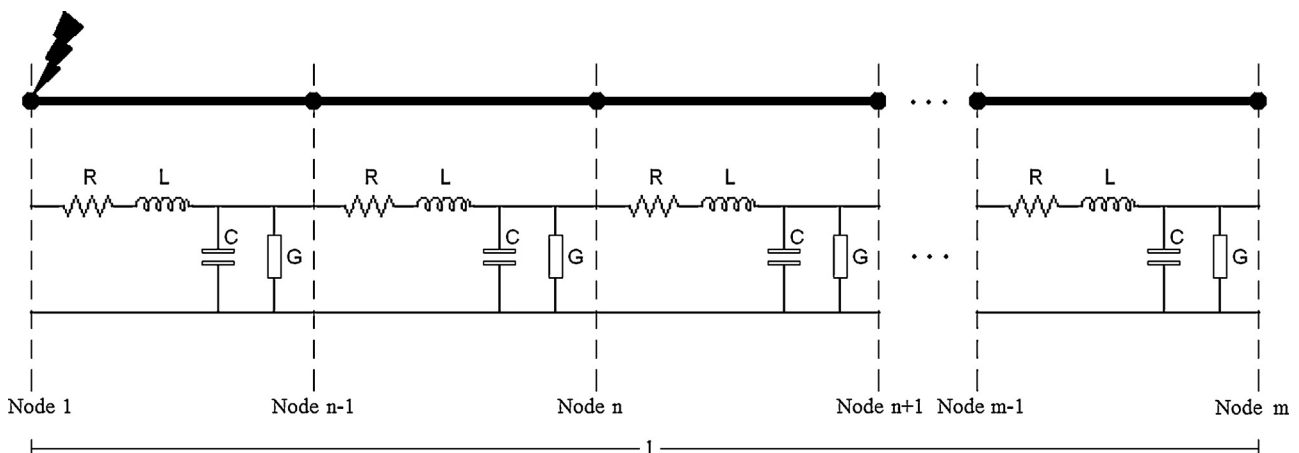 R L C G R L C G R L C G ... R L C G
...
Node 1 Node n-1 Node n Node n+1 Node m-1 Node m
l